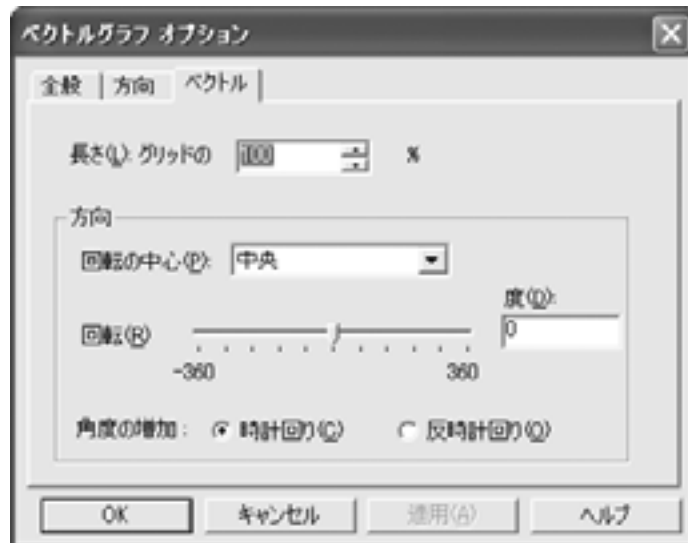 ベクトルグラフ オプション
全般 方向 ベクトル
長さ(L): グリッドの 100 %
方向
回転の中心(P): 中央
度(D):
回転(R) 0
-360 360
角度の増加: 時計回り(C) 反時計回り(O)
OK キャンセル 適用(A) ヘルプ